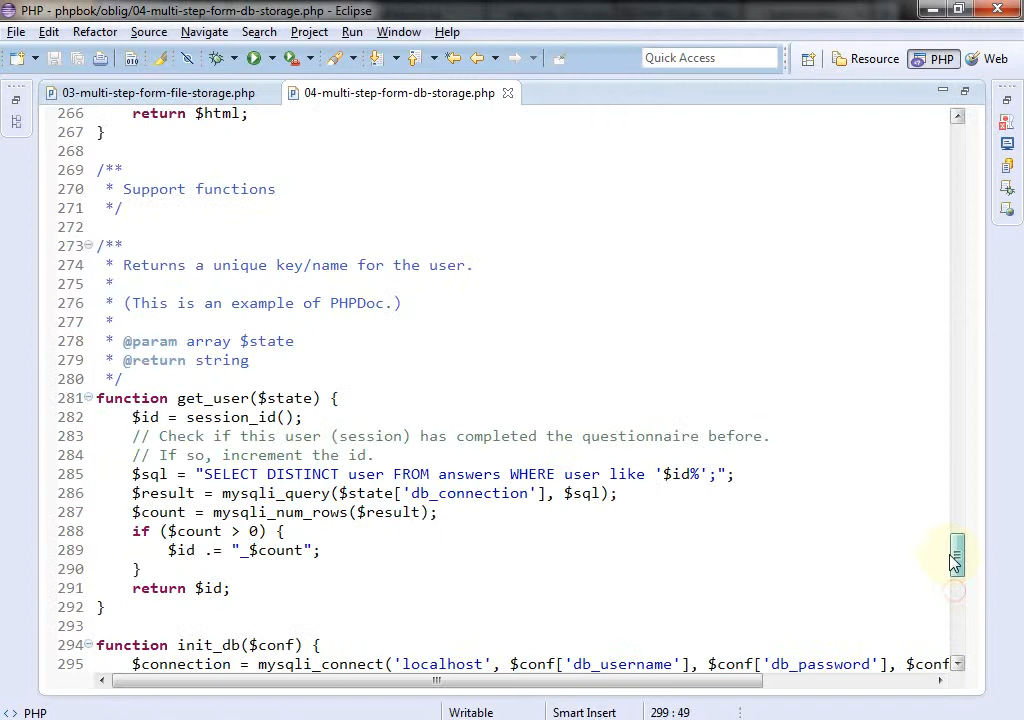 PHP - phpbok/oblig/04-multi-step-form-db-storage.php - Eclipse
File Edit Refactor Source Navigate Search Project Run Window Help
Quick Access Resource PHP Web
03-multi-step-form-file-storage.php 04-multi-step-form-db-storage.php
266 return $html;
267 }
268
269 /**
270 * Support functions
271 */
272
273 /**
274 * Returns a unique key/name for the user.
275 *
276 * (This is an example of PHPDoc.)
277 *
278 * @param array $state
279 * @return string
280 */
281 function get_user($state) {
282 $id = session_id();
283 // Check if this user (session) has completed the questionnaire before.
284 // If so, increment the id.
285 $sql = "SELECT DISTINCT user FROM answers WHERE user like '$id%';";
286 $result = mysqli_query($state['db_connection'], $sql);
287 $count = mysqli_num_rows($result);
288 if ($count > 0) {
289 $id .= "_$count";
290 }
291 return $id;
292 }
293
294 function init_db($conf) {
295 $connection = mysqli_connect('localhost', $conf['db_username'], $conf['db_password'], $conf
PHP Writable Smart Insert 299 : 49